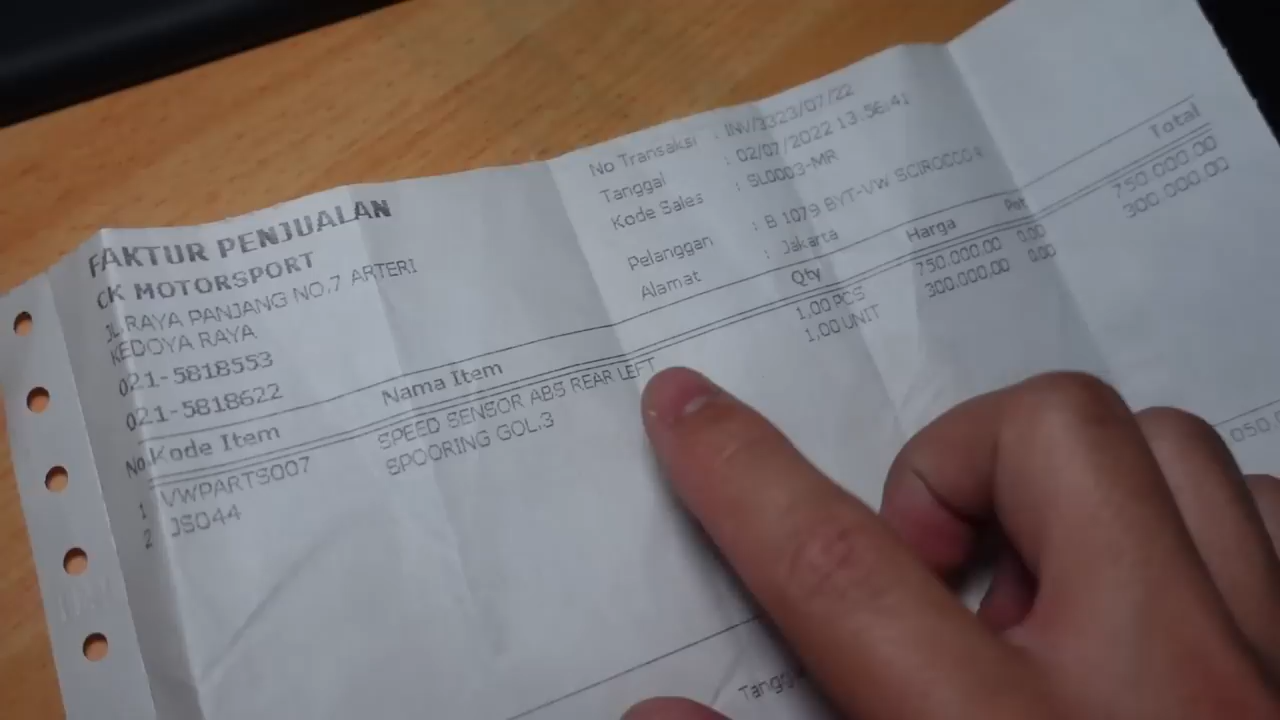 FAKTUR PENJUALAN
CK MOTORSPORT
JL RAYA PANJANG NO.7 ARTERI
KEDOYA RAYA
021-5818553
021-5818622
No Transaksi : INV/3323/07/22
Tanggal : 02/07/2022 13.56:41
Kode Sales : SL0003-MR
Pelanggan : B 1079 BYT-VW SCIROCCO R
Alamat : Jakarta
No. Kode Item Nama Item Qty Harga Pot Total
1 VWPARTS007 SPEED SENSOR ABS REAR LEFT 1,00 PCS 750.000.00 0.00 750.000.00
2 JS044 SPOORING GOL.3 1,00 UNIT 300.000.00 0.00 300.000.00